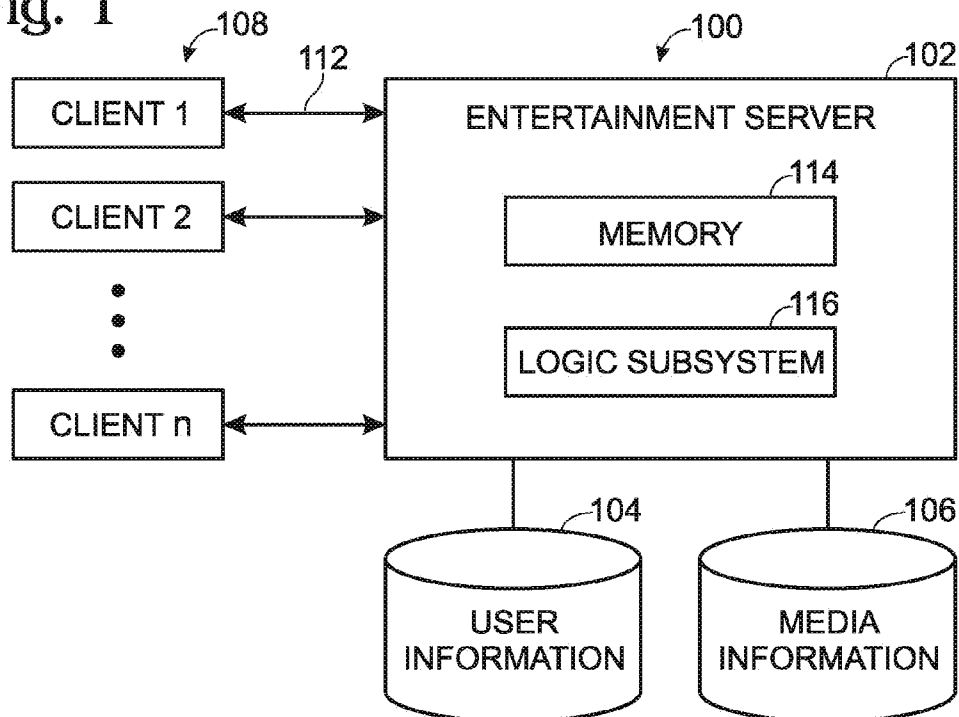 Fig. 1
108
112
100
102
CLIENT 1
ENTERTAINMENT SERVER
114
CLIENT 2
MEMORY
116
LOGIC SUBSYSTEM
CLIENT n
104
106
USER
INFORMATION
MEDIA
INFORMATION